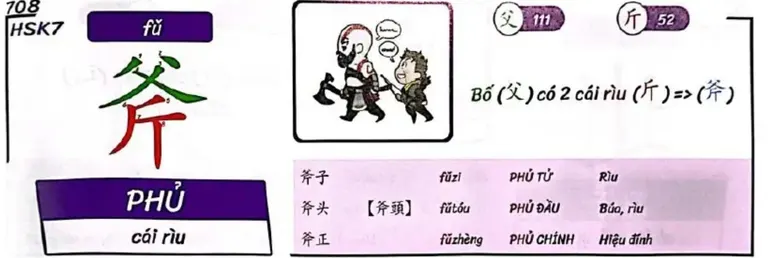 708
HSK7
fǔ
斧
PHỦ
cái rìu
父 111
斤 52
Bố (父) có 2 cái rìu (斤) => (斧)
斧子 fǔzi PHỦ TỬ Rìu
斧头 【斧頭】 fǔtóu PHỦ ĐẦU Búa, rìu
斧正 fǔzhèng PHỦ CHÍNH Hiệu đính